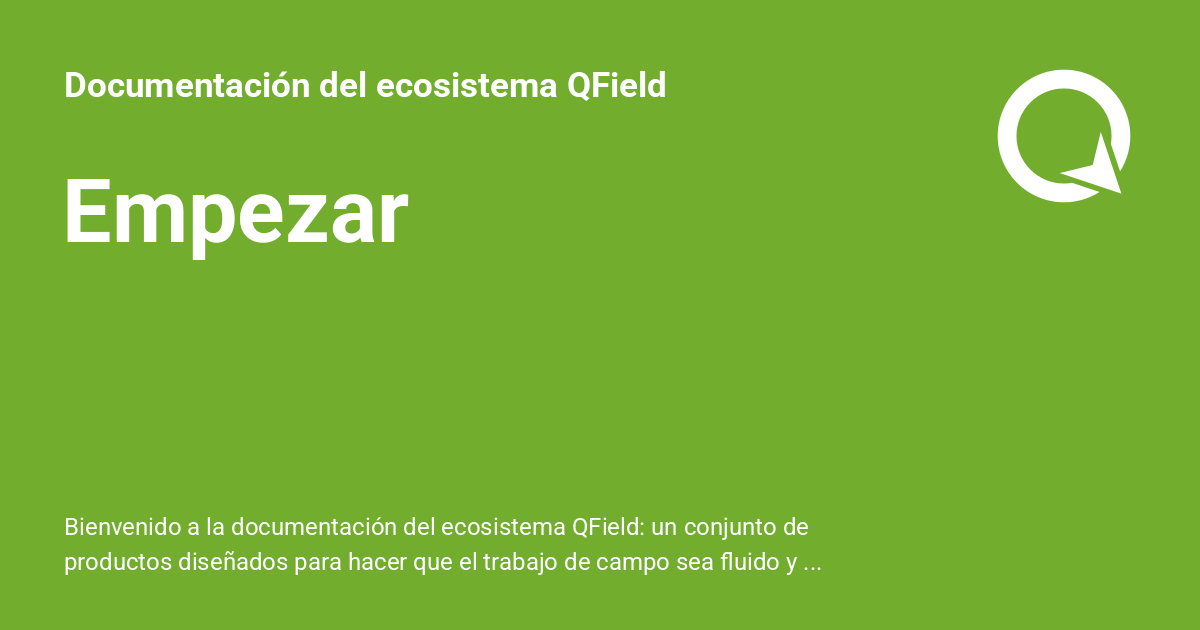 Documentación del ecosistema QField
Empezar
Bienvenido a la documentación del ecosistema QField: un conjunto de
productos diseñados para hacer que el trabajo de campo sea fluido y ...